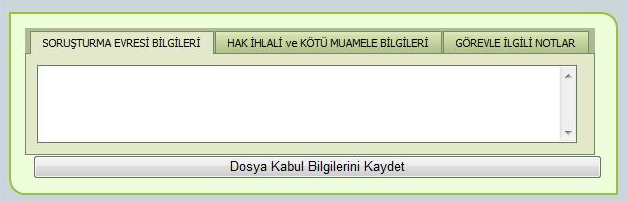 SORUŞTURMA EVRESİ BİLGİLERİ HAK İHLALİ ve KÖTÜ MUAMELE BİLGİLERİ GÖREVLE İLGİLİ NOTLAR
Dosya Kabul Bilgilerini Kaydet